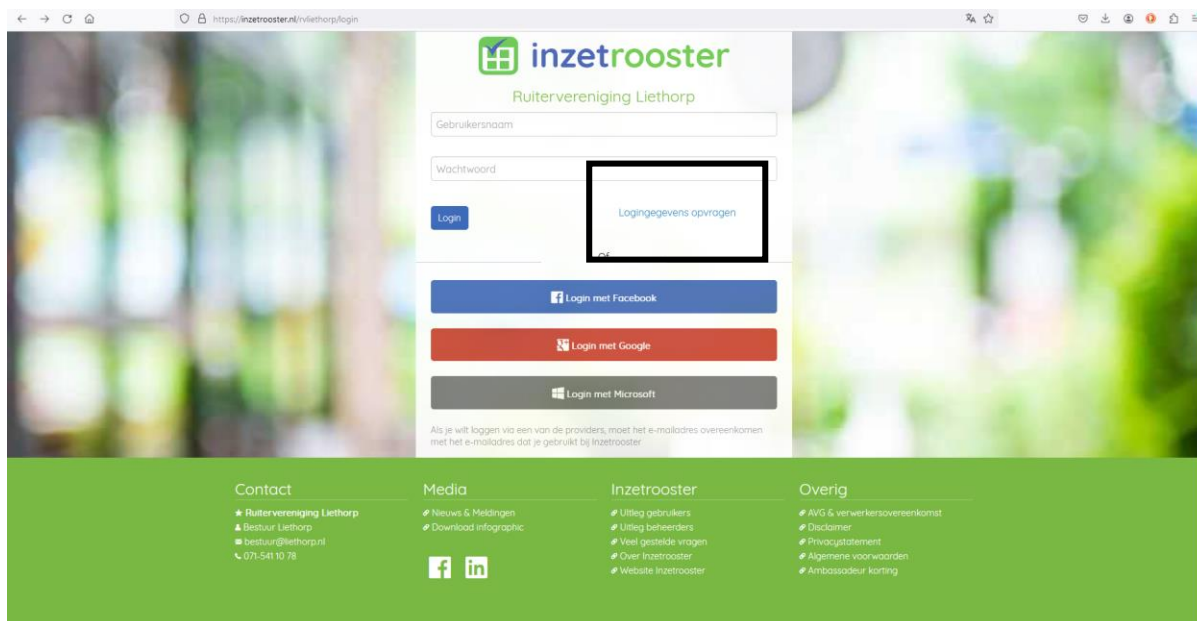 https://inzetrooster.nl/rvliethorp/login
inzetrooster
Ruitervereniging Liethorp
Gebruikersnaam
Wachtwoord
Login
Logingegevens opvragen
Of
Login met Facebook
Login met Google
Login met Microsoft
Als je wilt loggen via een van de providers, moet het e-mailadres overeenkomen
met het e-mailadres dat je gebruikt bij Inzetrooster
Contact
Ruitervereniging Liethorp
Bestuur Liethorp
bestuur@liethorp.nl
071-541 10 78
Media
Nieuws & Meldingen
Download infographic
Inzetrooster
Uitleg gebruikers
Uitleg beheerders
Veel gestelde vragen
Over Inzetrooster
Website Inzetrooster
Overig
AVG & verwerkersovereenkomst
Disclaimer
Privacystatement
Algemene voorwaarden
Ambassadeur korting